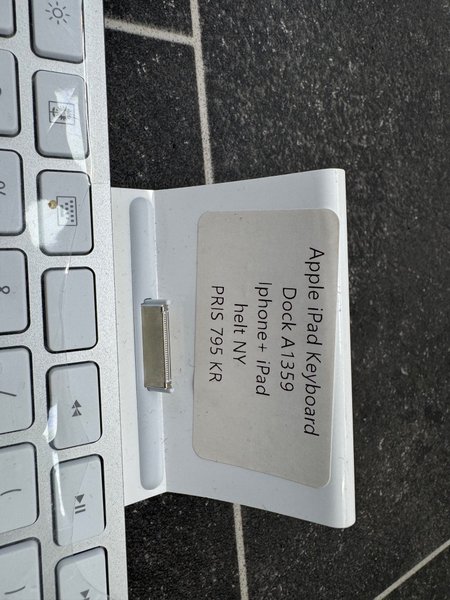 Apple iPad Keyboard
Dock A1359
Iphone+ iPad
helt NY
PRIS 795 KR